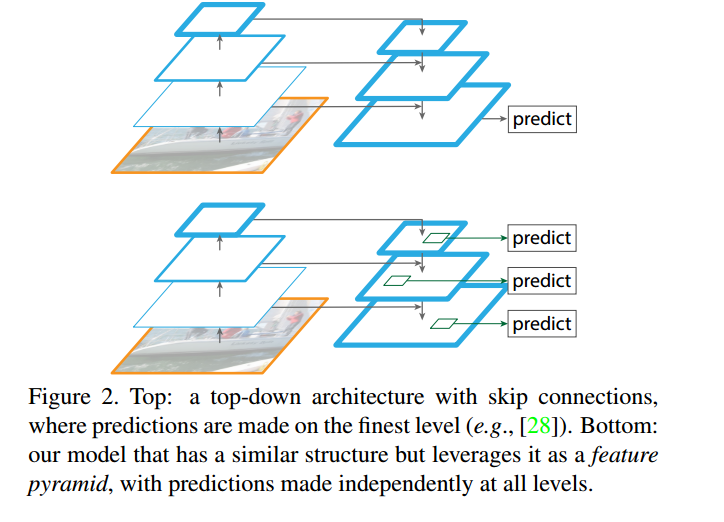 predict
predict
predict
predict
Figure 2. Top: a top-down architecture with skip connections,
where predictions are made on the finest level (e.g., [28]). Bottom:
our model that has a similar structure but leverages it as a feature
pyramid, with predictions made independently at all levels.